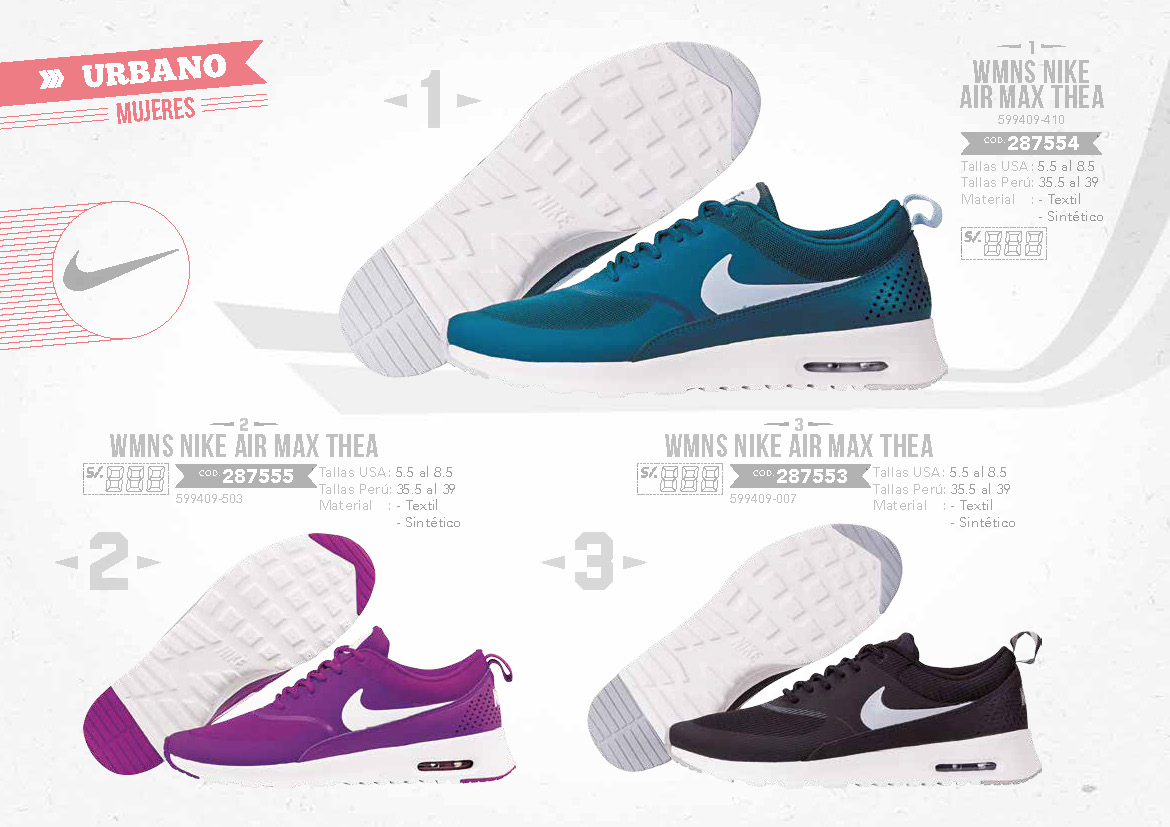 URBANO
MUJERES
1
1
WMNS NIKE
AIR MAX THEA
599409-410
COD. 287554
Tallas USA : 5.5 al 8.5
Tallas Perú: 35.5 al 39
Material : - Textil
- Sintético
S/. 888
NIKE
2
WMNS NIKE AIR MAX THEA
S/. 888
COD. 287555
599409-503
Tallas USA : 5.5 al 8.5
Tallas Perú: 35.5 al 39
Material : - Textil
- Sintético
3
WMNS NIKE AIR MAX THEA
S/. 888
COD. 287553
599409-007
Tallas USA : 5.5 al 8.5
Tallas Perú: 35.5 al 39
Material : - Textil
- Sintético
2
NIKE
3